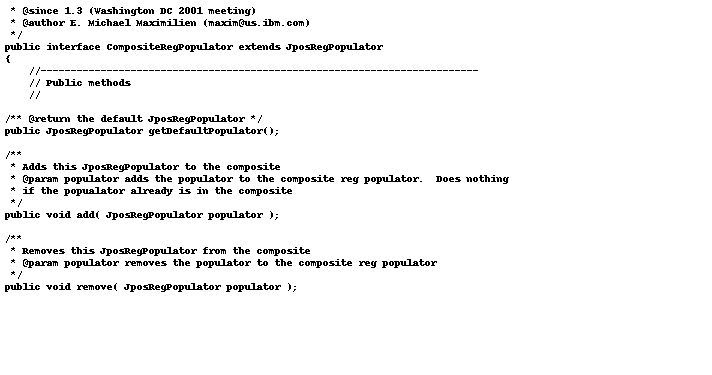 * @since 1.3 (Washington DC 2001 meeting)
* @author E. Michael Maximilien (maxim@us.ibm.com)
*/
public interface CompositeRegPopulator extends JposRegPopulator
{
//-------------------------------------------------------------------------
// Public methods
//
/** @return the default JposRegPopulator */
public JposRegPopulator getDefaultPopulator();
/**
* Adds this JposRegPopulator to the composite
* @param populator adds the populator to the composite reg populator.  Does nothing
* if the popualator already is in the composite
*/
public void add( JposRegPopulator populator );
/**
* Removes this JposRegPopulator from the composite
* @param populator removes the populator to the composite reg populator
*/
public void remove( JposRegPopulator populator );